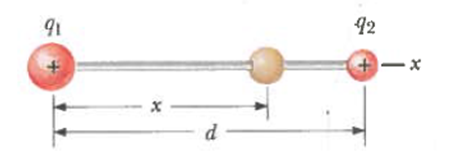 q1 q2
+ + x
x
d